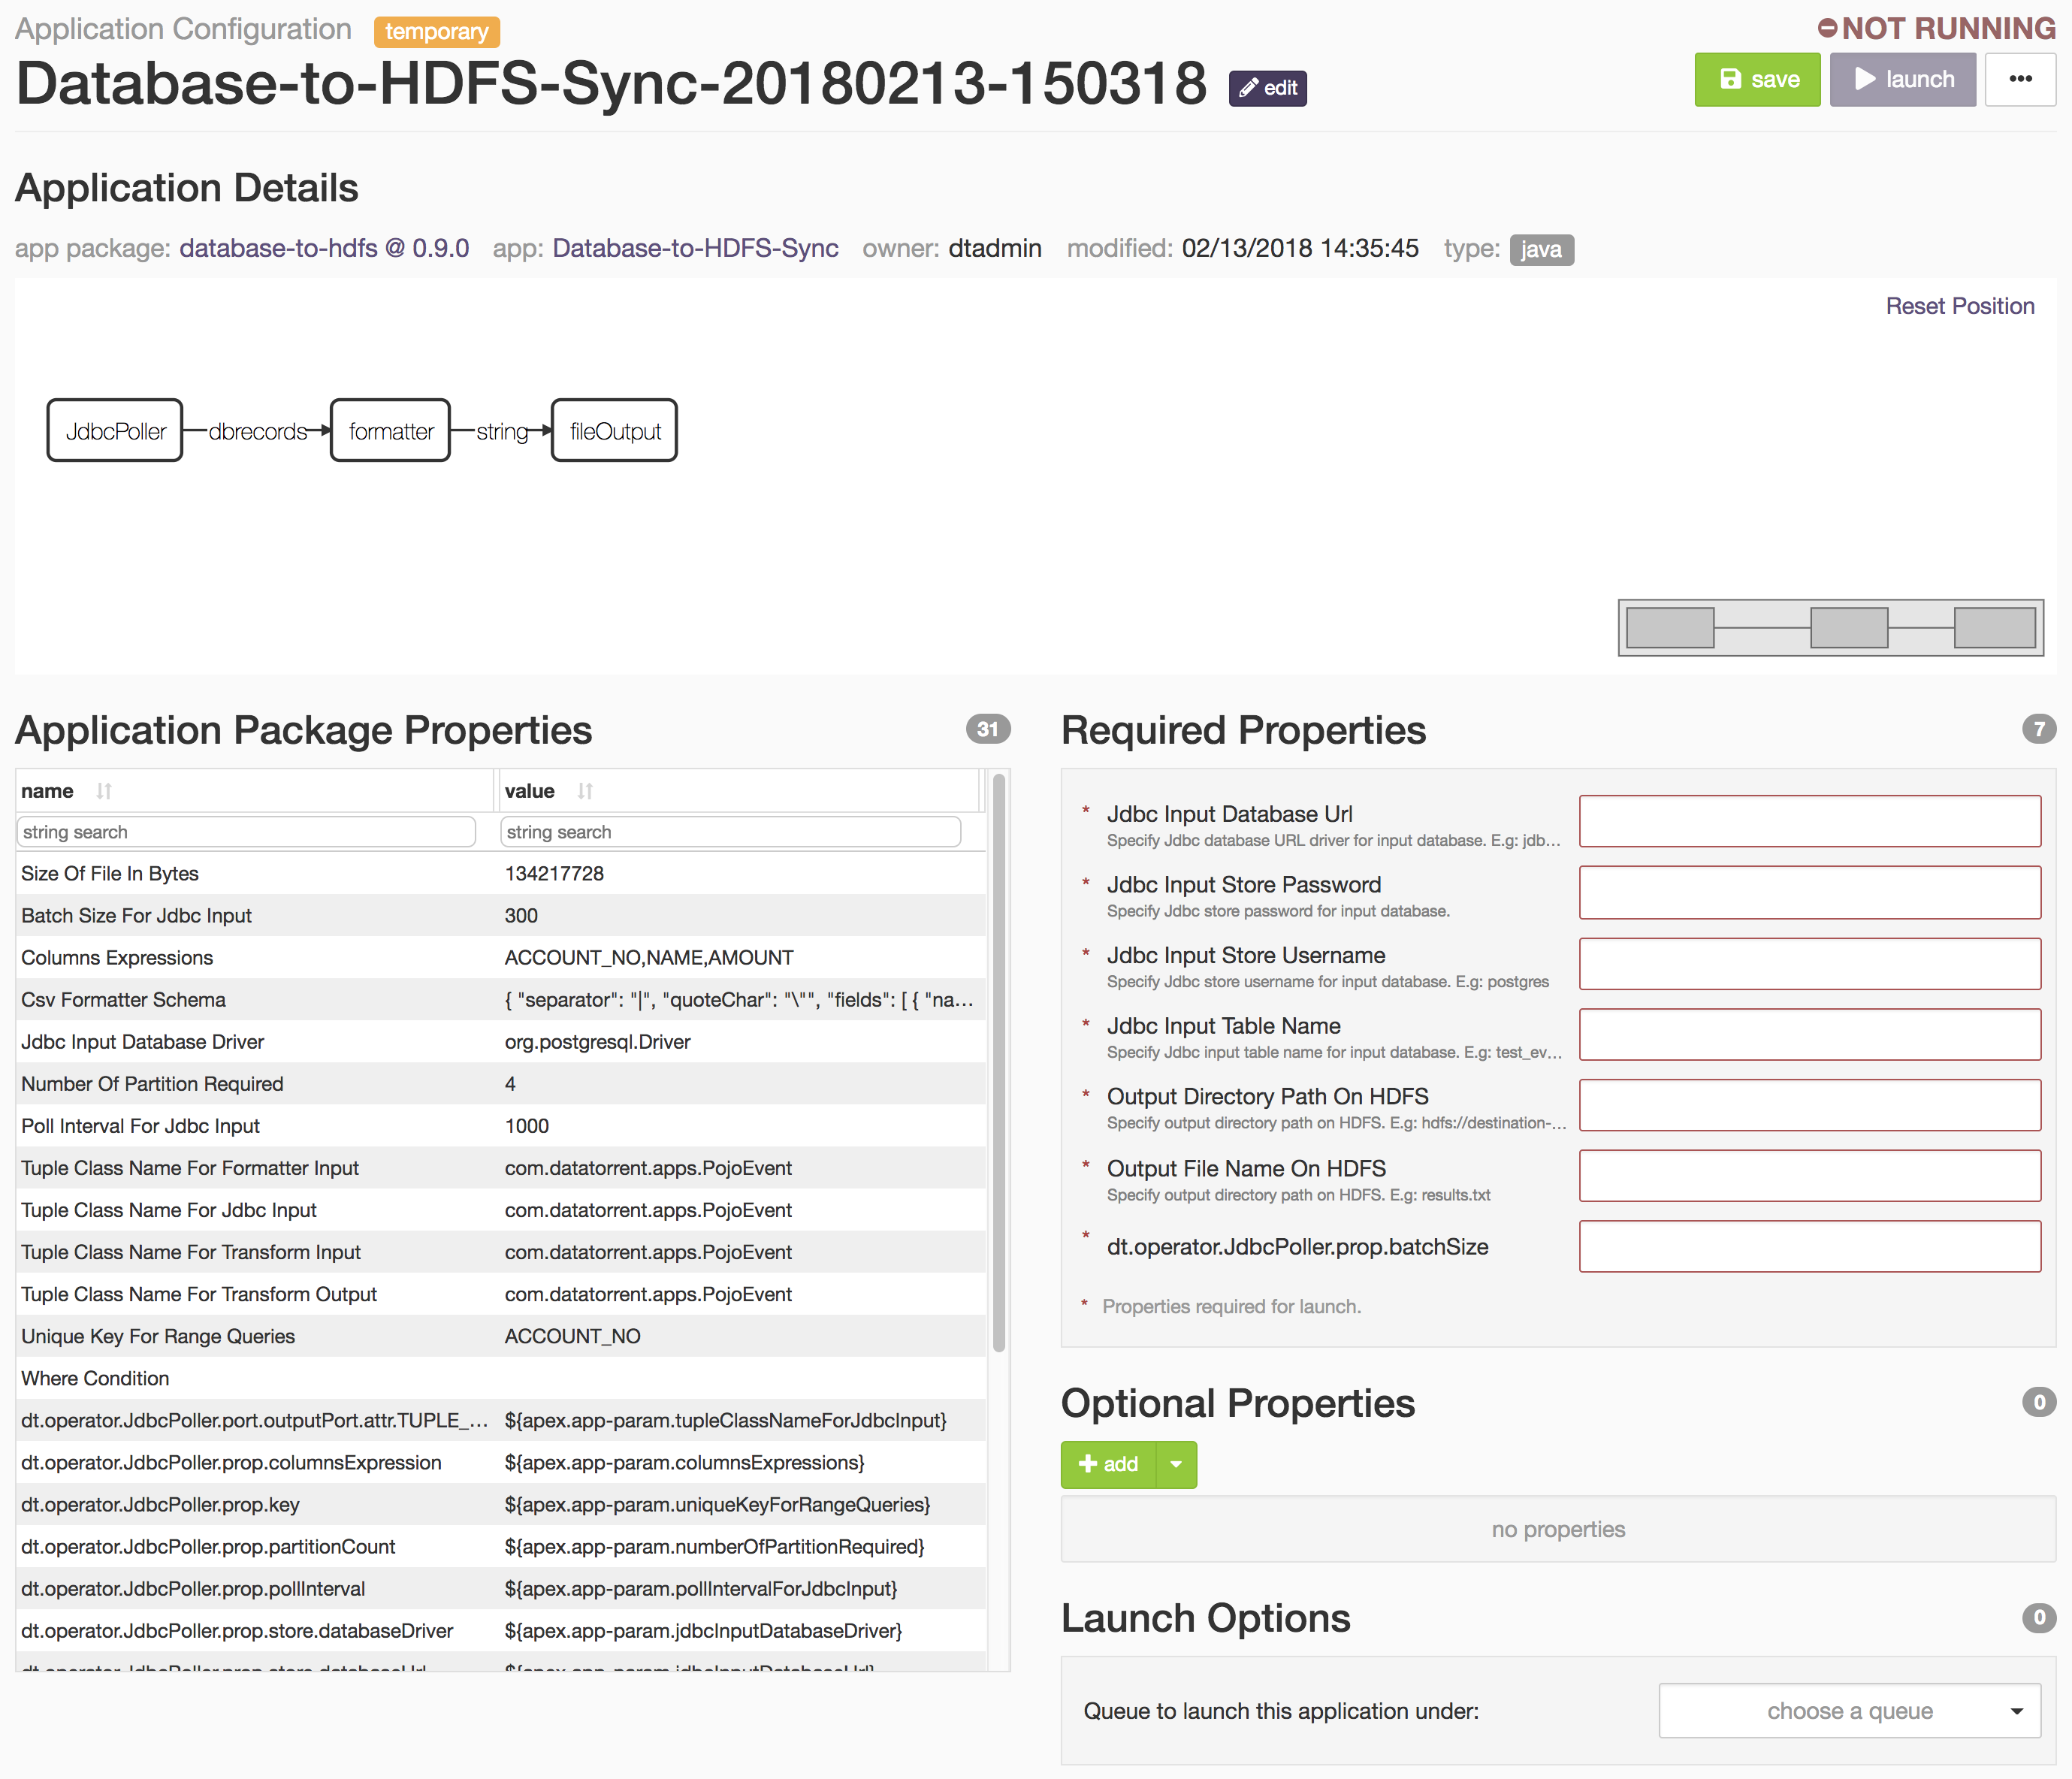 Application Configuration temporary
NOT RUNNING
Database-to-HDFS-Sync-20180213-150318 edit
save launch •••
Application Details
app package: database-to-hdfs @ 0.9.0 app: Database-to-HDFS-Sync owner: dtadmin modified: 02/13/2018 14:35:45 type: java
Reset Position
JdbcPoller dbrecords formatter string fileOutput
Application Package Properties 31
name value
string search string search
Size Of File In Bytes 134217728
Batch Size For Jdbc Input 300
Columns Expressions ACCOUNT_NO,NAME,AMOUNT
Csv Formatter Schema { "separator": "|", "quoteChar": "\"", "fields": [ { "na...
Jdbc Input Database Driver org.postgresql.Driver
Number Of Partition Required 4
Poll Interval For Jdbc Input 1000
Tuple Class Name For Formatter Input com.datatorrent.apps.PojoEvent
Tuple Class Name For Jdbc Input com.datatorrent.apps.PojoEvent
Tuple Class Name For Transform Input com.datatorrent.apps.PojoEvent
Tuple Class Name For Transform Output com.datatorrent.apps.PojoEvent
Unique Key For Range Queries ACCOUNT_NO
Where Condition
dt.operator.JdbcPoller.port.outputPort.attr.TUPLE_... ${apex.app-param.tupleClassNameForJdbcInput}
dt.operator.JdbcPoller.prop.columnsExpression ${apex.app-param.columnsExpressions}
dt.operator.JdbcPoller.prop.key ${apex.app-param.uniqueKeyForRangeQueries}
dt.operator.JdbcPoller.prop.partitionCount ${apex.app-param.numberOfPartitionRequired}
dt.operator.JdbcPoller.prop.pollInterval ${apex.app-param.pollIntervalForJdbcInput}
dt.operator.JdbcPoller.prop.store.databaseDriver ${apex.app-param.jdbcInputDatabaseDriver}
dt.operator.JdbcPoller.prop.store.databaseUrl ${apex.app-param.jdbcInputDatabaseUrl}
Required Properties 7
* Jdbc Input Database Url
Specify Jdbc database URL driver for input database. E.g: jdb...
* Jdbc Input Store Password
Specify Jdbc store password for input database.
* Jdbc Input Store Username
Specify Jdbc store username for input database. E.g: postgres
* Jdbc Input Table Name
Specify Jdbc input table name for input database. E.g: test_ev...
* Output Directory Path On HDFS
Specify output directory path on HDFS. E.g: hdfs://destination-...
* Output File Name On HDFS
Specify output directory path on HDFS. E.g: results.txt
* dt.operator.JdbcPoller.prop.batchSize
* Properties required for launch.
Optional Properties 0
add
no properties
Launch Options 0
Queue to launch this application under: choose a queue